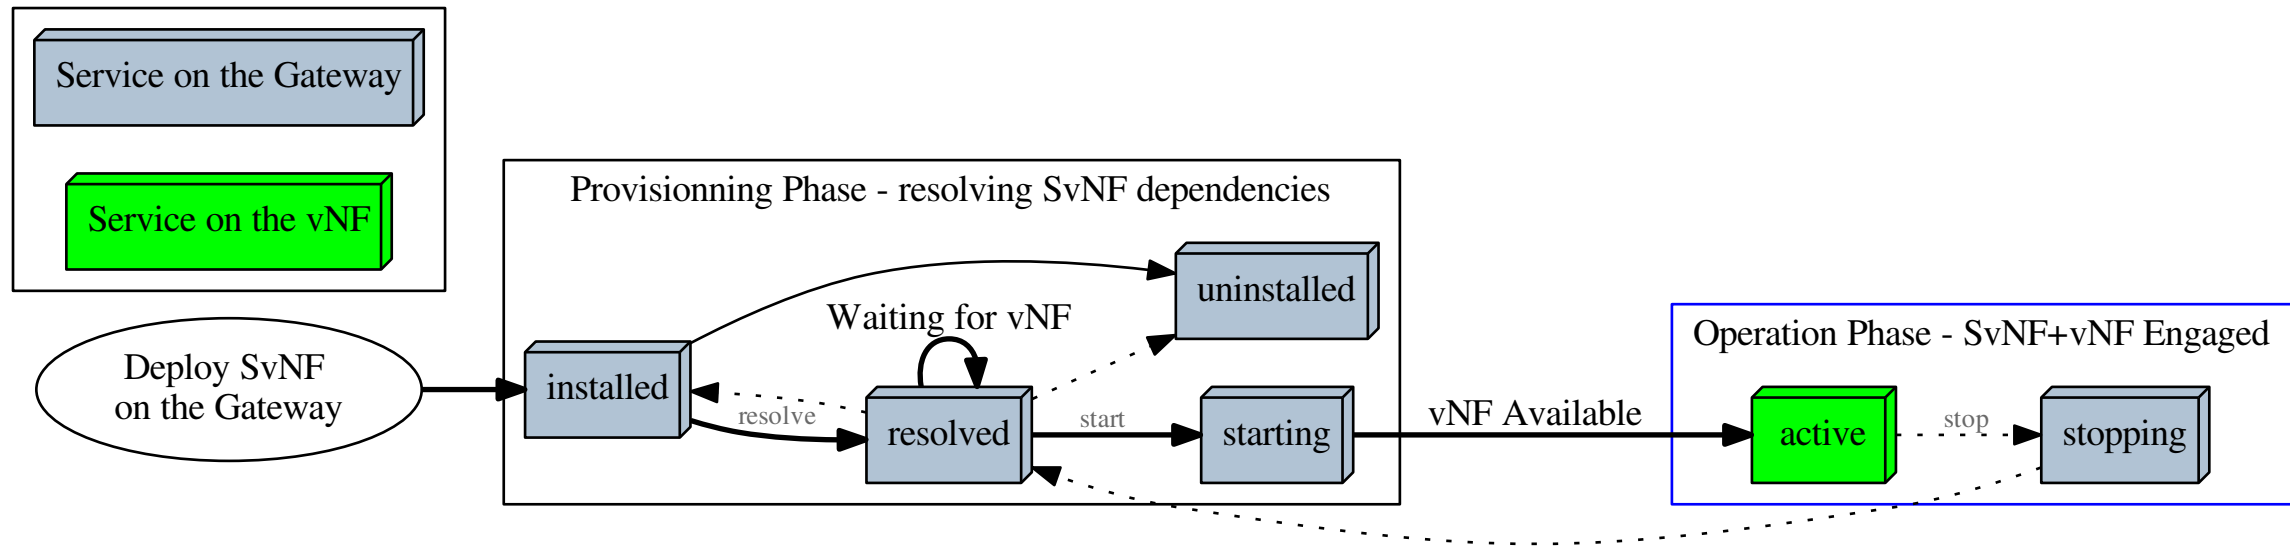 Service on the Gateway
Service on the vNF
Deploy SvNF
on the Gateway
Provisionning Phase - resolving SvNF dependencies
uninstalled
Waiting for vNF
installed
resolve
resolved
start
starting
vNF Available
Operation Phase - SvNF+vNF Engaged
active
stop
stopping